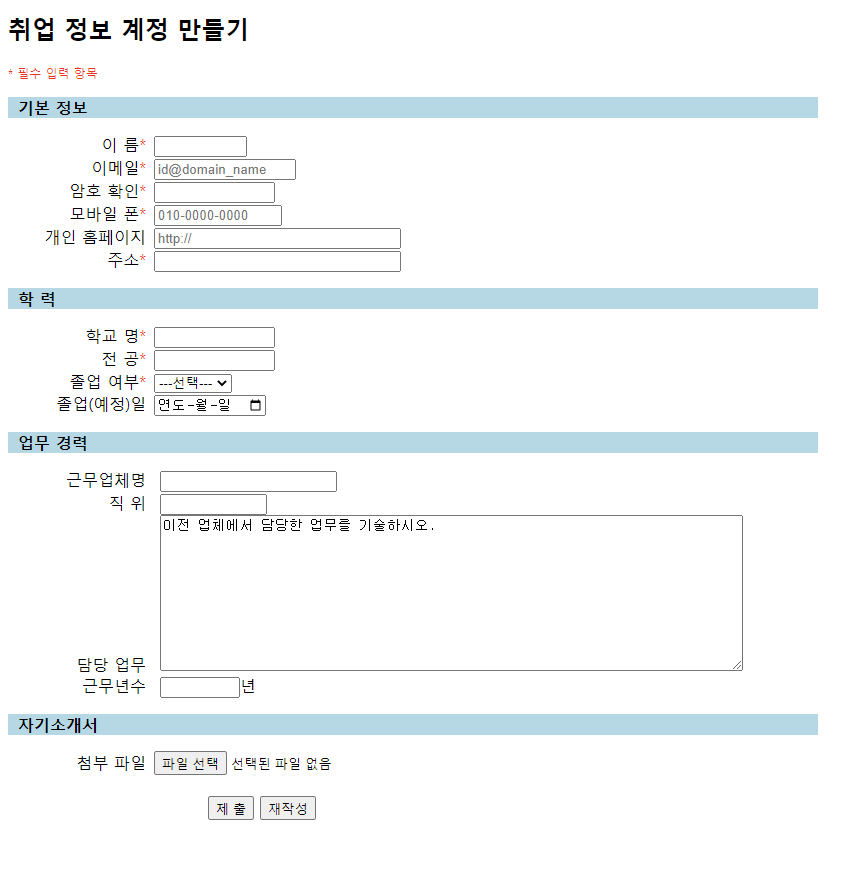 취업 정보 계정 만들기
* 필수 입력 항목
기본 정보
이 름*
이메일* id@domain_name
암호 확인*
모바일 폰* 010-0000-0000
개인 홈페이지 http://
주소*
학 력
학교 명*
전 공*
졸업 여부* ---선택---
졸업(예정)일 연도-월-일
업무 경력
근무업체명
직 위
이전 업체에서 담당한 업무를 기술하시오.
담당 업무
근무년수 년
자기소개서
첨부 파일 파일 선택 선택된 파일 없음
제 출 재작성